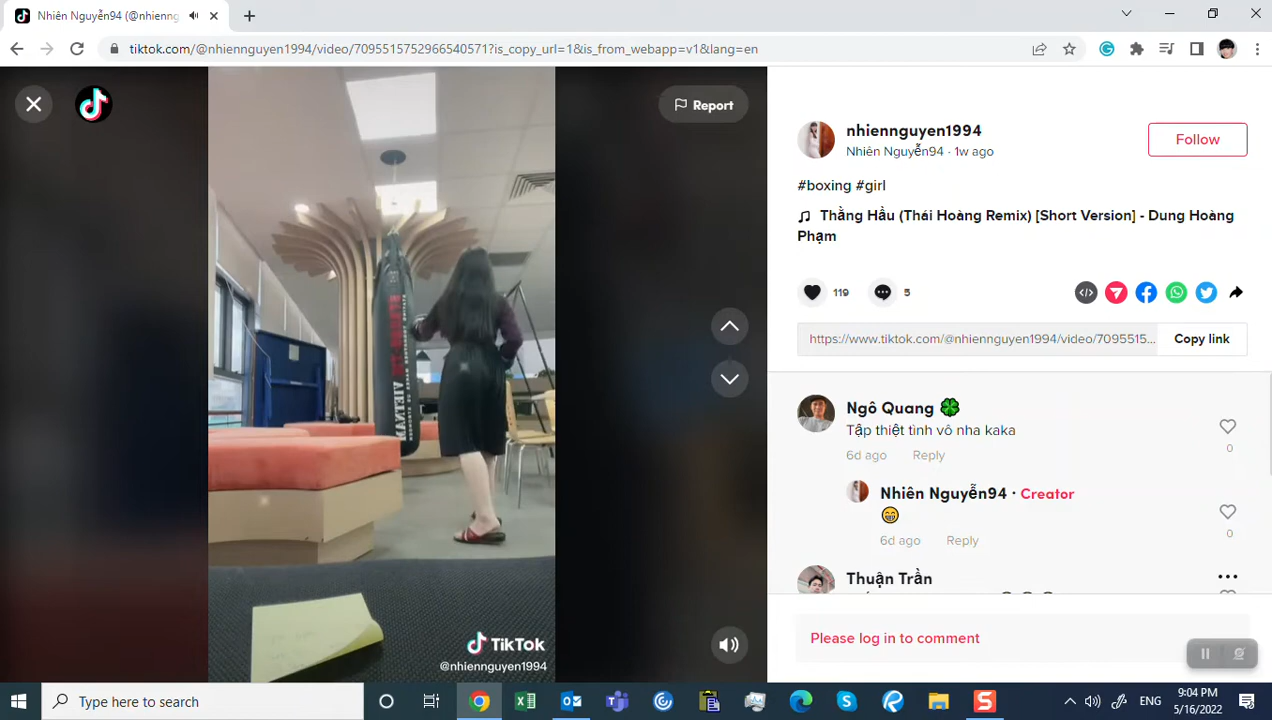 Nhiên Nguyễn94 (@nhienng
tiktok.com/@nhiennguyen1994/video/7095515752966540571?is_copy_url=1&is_from_webapp=v1&lang=en
Report
VIETNAM
TikTok
@nhiennguyen1994
nhiennguyen1994
Nhiên Nguyễn94 · 1w ago
Follow
#boxing #girl
Thằng Hầu (Thái Hoàng Remix) [Short Version] - Dung Hoàng
Phạm
119
5
https://www.tiktok.com/@nhiennguyen1994/video/7095515...
Copy link
Ngô Quang 🍀
Tập thiệt tình vô nha kaka
6d ago Reply
0
Nhiên Nguyễn94 · Creator
😁
6d ago Reply
0
Thuận Trần
Please log in to comment
Type here to search
ENG
9:04 PM
5/16/2022